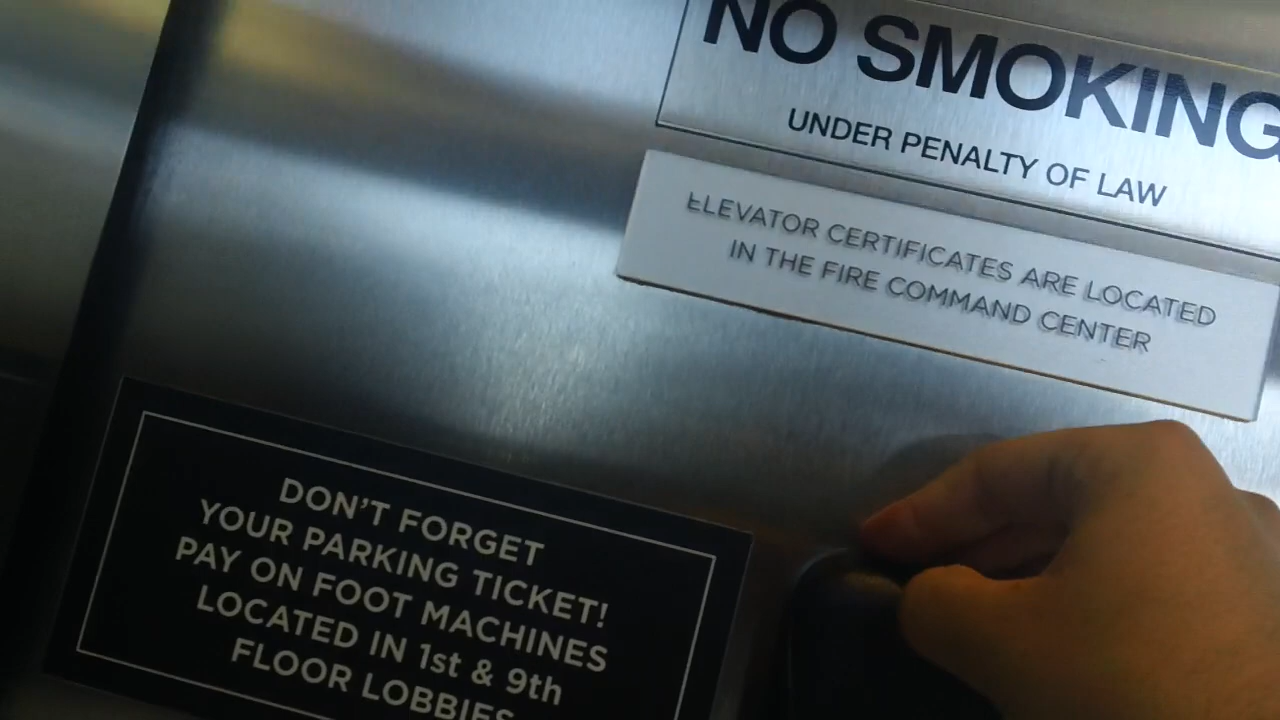 NO SMOKING
UNDER PENALTY OF LAW
ELEVATOR CERTIFICATES ARE LOCATED
IN THE FIRE COMMAND CENTER
DON'T FORGET
YOUR PARKING TICKET!
PAY ON FOOT MACHINES
LOCATED IN 1st & 9th
FLOOR LOBBIES